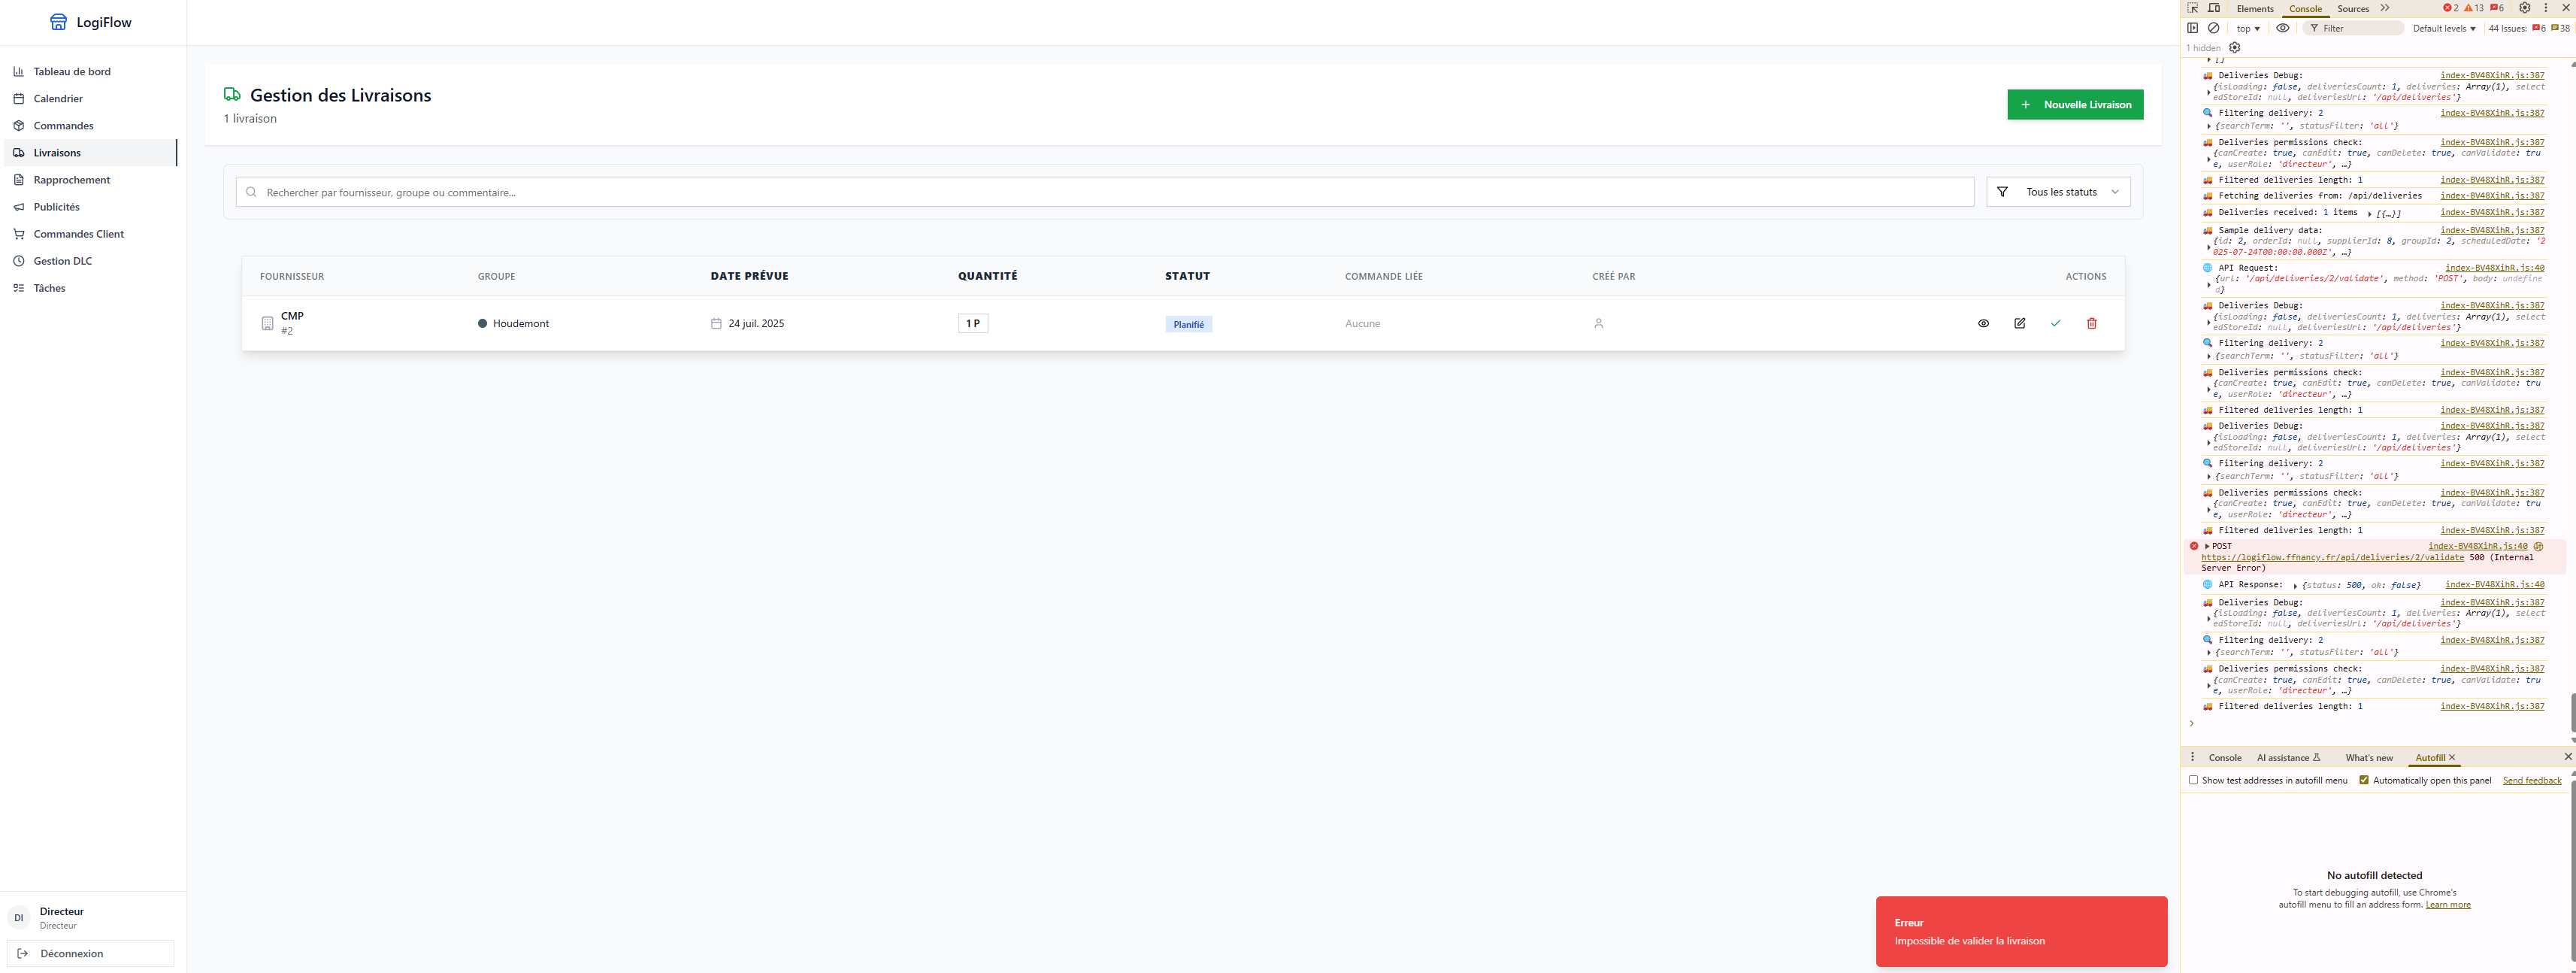 LogiFlow
Tableau de bord
Calendrier
Commandes
Livraisons
Rapprochement
Publicités
Commandes Client
Gestion DLC
Tâches
DI
Directeur
Directeur
Déconnexion
Gestion des Livraisons
1 livraison
Nouvelle Livraison
Rechercher par fournisseur, groupe ou commentaire...
Tous les statuts
FOURNISSEUR GROUPE DATE PRÉVUE QUANTITÉ STATUT COMMANDE LIÉE CRÉÉ PAR ACTIONS
CMP
#2
Houdemont
24 juil. 2025
1 P
Planifié
Aucune
Erreur
Impossible de valider la livraison
Elements Console Sources 2 13 6
top Filter Default levels 44 Issues: 6 38
1 hidden
[]
Deliveries Debug: index-BV48XihR.js:387
{isLoading: false, deliveriesCount: 1, deliveries: Array(1), select
edStoreId: null, deliveriesUrl: '/api/deliveries'}
Filtering delivery: 2 index-BV48XihR.js:387
{searchTerm: '', statusFilter: 'all'}
Deliveries permissions check: index-BV48XihR.js:387
{canCreate: true, canEdit: true, canDelete: true, canValidate: tru
e, userRole: 'directeur', …}
Filtered deliveries length: 1 index-BV48XihR.js:387
Fetching deliveries from: /api/deliveries index-BV48XihR.js:387
Deliveries received: 1 items [{…}] index-BV48XihR.js:387
Sample delivery data: index-BV48XihR.js:387
{id: 2, orderId: null, supplierId: 8, groupId: 2, scheduledDate: '2
025-07-24T00:00:00.000Z', …}
API Request: index-BV48XihR.js:40
{url: '/api/deliveries/2/validate', method: 'POST', body: undefine
d}
Deliveries Debug: index-BV48XihR.js:387
{isLoading: false, deliveriesCount: 1, deliveries: Array(1), select
edStoreId: null, deliveriesUrl: '/api/deliveries'}
Filtering delivery: 2 index-BV48XihR.js:387
{searchTerm: '', statusFilter: 'all'}
Deliveries permissions check: index-BV48XihR.js:387
{canCreate: true, canEdit: true, canDelete: true, canValidate: tru
e, userRole: 'directeur', …}
Filtered deliveries length: 1 index-BV48XihR.js:387
Deliveries Debug: index-BV48XihR.js:387
{isLoading: false, deliveriesCount: 1, deliveries: Array(1), select
edStoreId: null, deliveriesUrl: '/api/deliveries'}
Filtering delivery: 2 index-BV48XihR.js:387
{searchTerm: '', statusFilter: 'all'}
Deliveries permissions check: index-BV48XihR.js:387
{canCreate: true, canEdit: true, canDelete: true, canValidate: tru
e, userRole: 'directeur', …}
Filtered deliveries length: 1 index-BV48XihR.js:387
POST index-BV48XihR.js:40
https://logiflow.ffnancy.fr/api/deliveries/2/validate 500 (Internal
Server Error)
API Response: {status: 500, ok: false} index-BV48XihR.js:40
Deliveries Debug: index-BV48XihR.js:387
{isLoading: false, deliveriesCount: 1, deliveries: Array(1), select
edStoreId: null, deliveriesUrl: '/api/deliveries'}
Filtering delivery: 2 index-BV48XihR.js:387
{searchTerm: '', statusFilter: 'all'}
Deliveries permissions check: index-BV48XihR.js:387
{canCreate: true, canEdit: true, canDelete: true, canValidate: tru
e, userRole: 'directeur', …}
Filtered deliveries length: 1 index-BV48XihR.js:387
Console AI assistance What's new Autofill
Show test addresses in autofill menu Automatically open this panel Send feedback
No autofill detected
To start debugging autofill, use Chrome's
autofill menu to fill an address form. Learn more